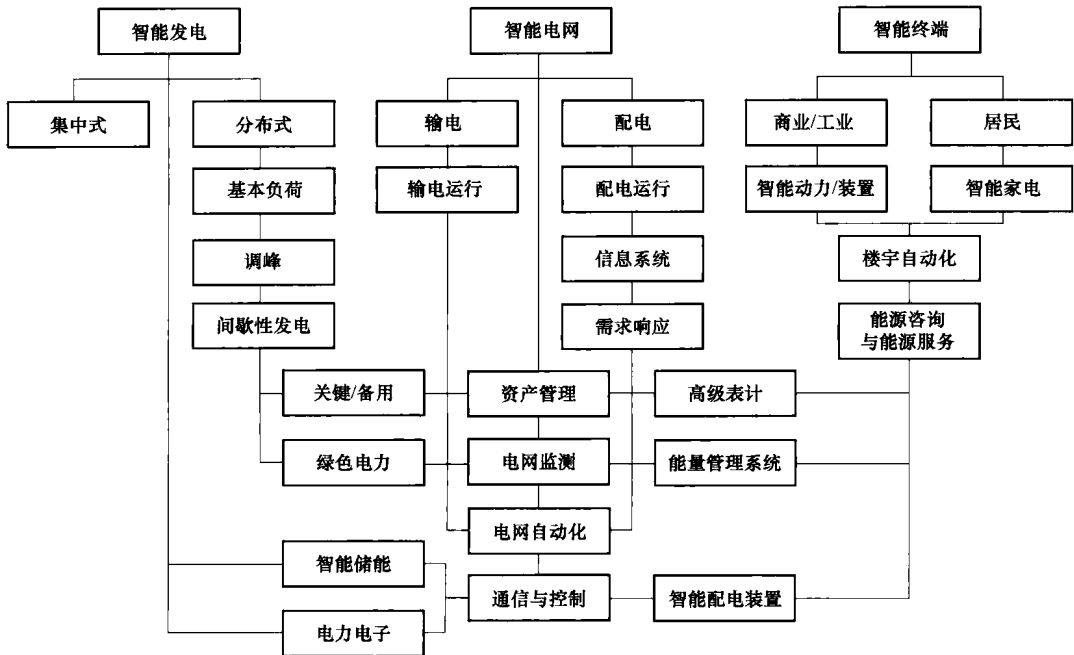 智能发电
智能电网
智能终端
集中式
分布式
输电
配电
商业/工业
居民
基本负荷
输电运行
配电运行
智能动力/装置
智能家电
调峰
信息系统
楼宇自动化
间歇性发电
需求响应
能源咨询
与能源服务
关键/备用
资产管理
高级表计
绿色电力
电网监测
能量管理系统
电网自动化
智能储能
通信与控制
智能配电装置
电力电子